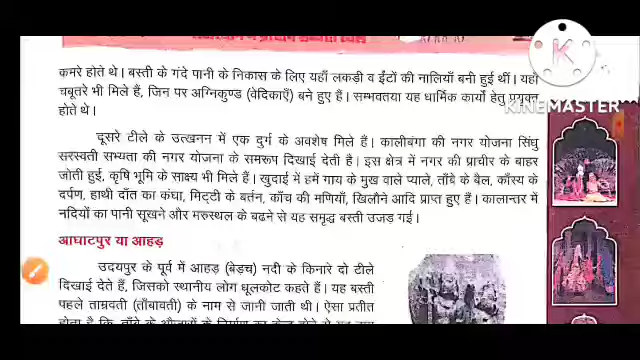 कमरे होते थे। बस्ती के गंदे पानी के निकास के लिए यहाँ लकड़ी व ईंटों की नालियाँ बनी हुई थीं। यहाँ
चबूतरे भी मिले हैं, जिन पर अग्निकुण्ड (वेदिकाएँ) बने हुए हैं। सम्भवतया यह धार्मिक कार्यो हेतु प्रयुक्त
होते थे।
KINEMASTER
दूसरे टीले के उत्खनन में एक दुर्ग के अवशेष मिले हैं। कालीबंगा की नगर योजना सिंधु
सरस्वती सभ्यता की नगर योजना के समरूप दिखाई देती है। इस क्षेत्र में नगर की प्राचीर के बाहर
जोती हुई, कृषि भूमि के साक्ष्य भी मिले हैं। खुदाई में हमें गाय के मुख वाले प्याले, ताँबे के बैल, काँस्य के
दर्पण, हाथी दाँत का कंघा, मिट्टी के बर्तन, काँच की मणियाँ, खिलौने आदि प्राप्त हुए हैं। कालान्तर में
नदियों का पानी सूखने और मरुस्थल के बढने से यह समृद्ध बस्ती उजड़ गई।
आघाटपुर या आहड़
उदयपुर के पूर्व में आहड़ (बेड़च) नदी के किनारे दो टीले
दिखाई देते हैं, जिसको स्थानीय लोग धूलकोट कहते हैं। यह बस्ती
पहले ताम्रवती (ताँबावती) के नाम से जानी जाती थी। ऐसा प्रतीत
होता है कि